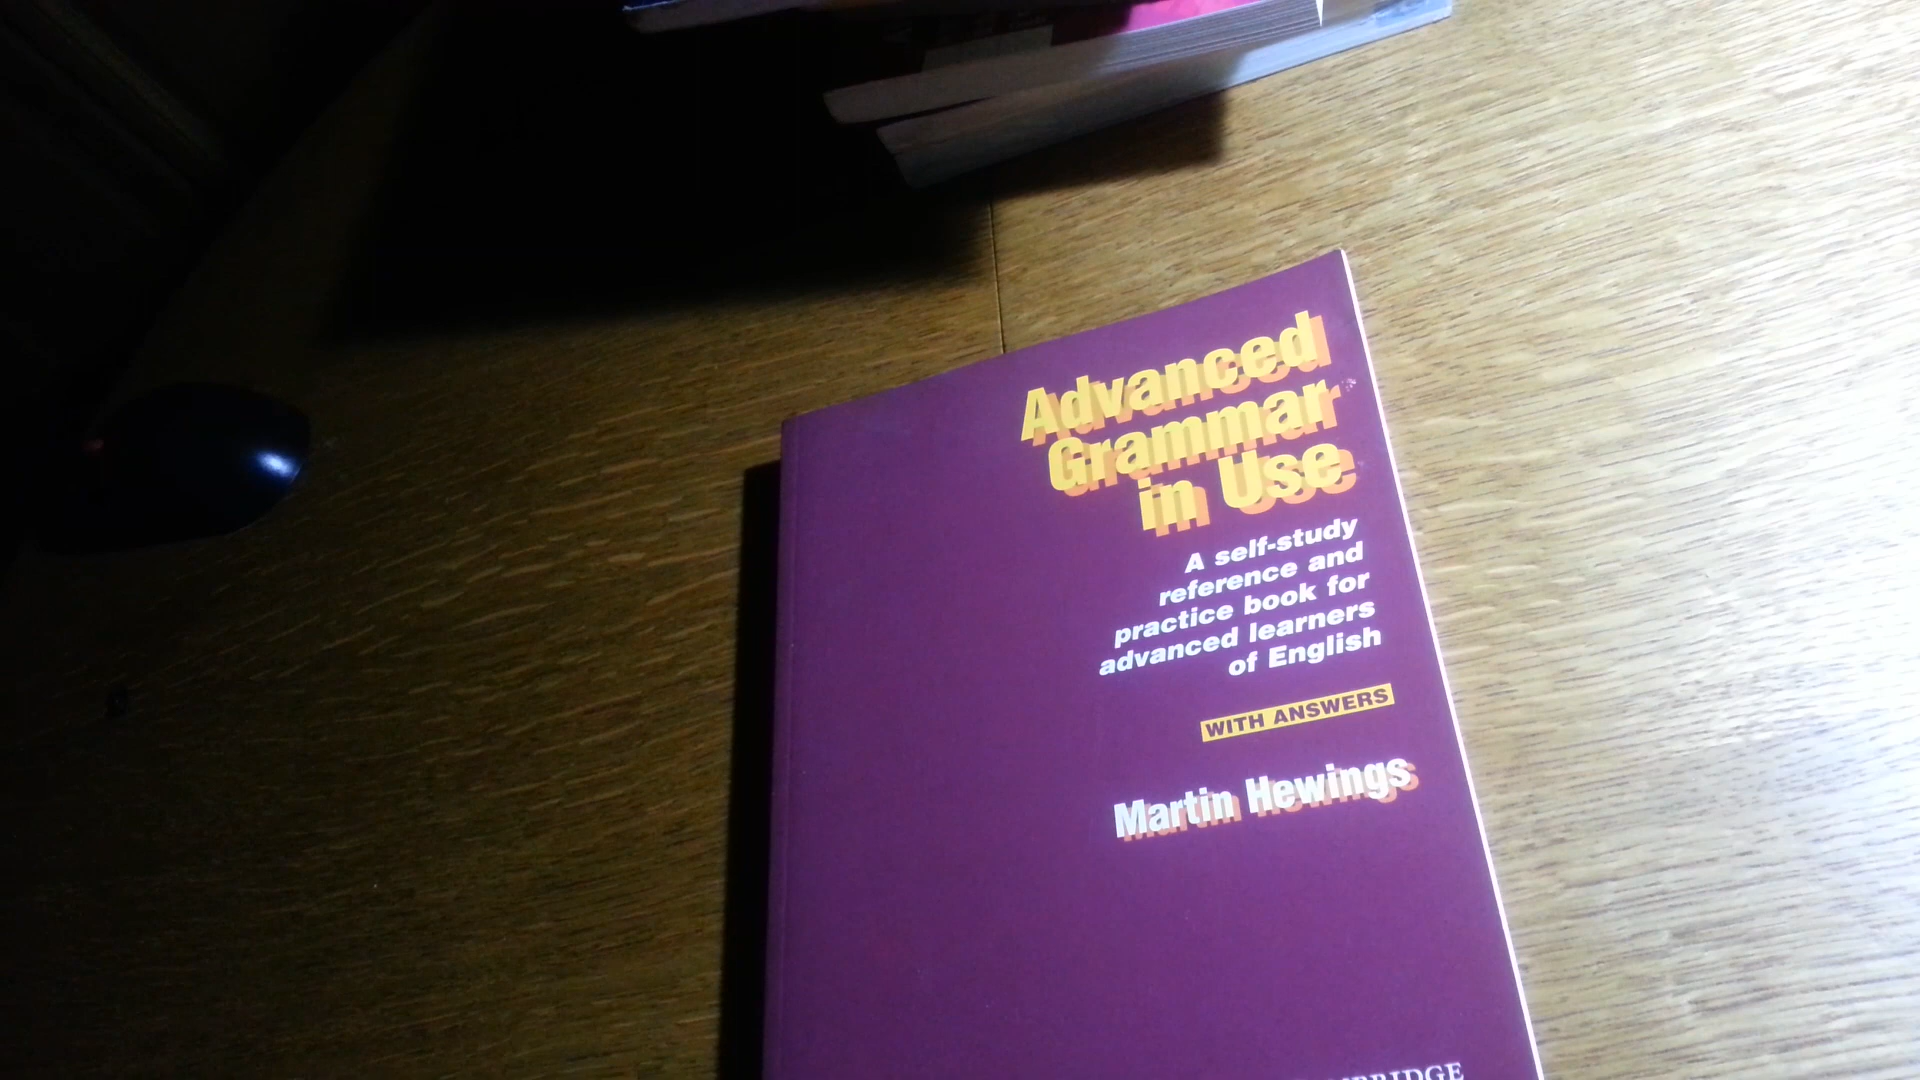 Advanced
Grammar
in Use
A self-study
reference and
practice book for
advanced learners
of English
WITH ANSWERS
Martin Hewings